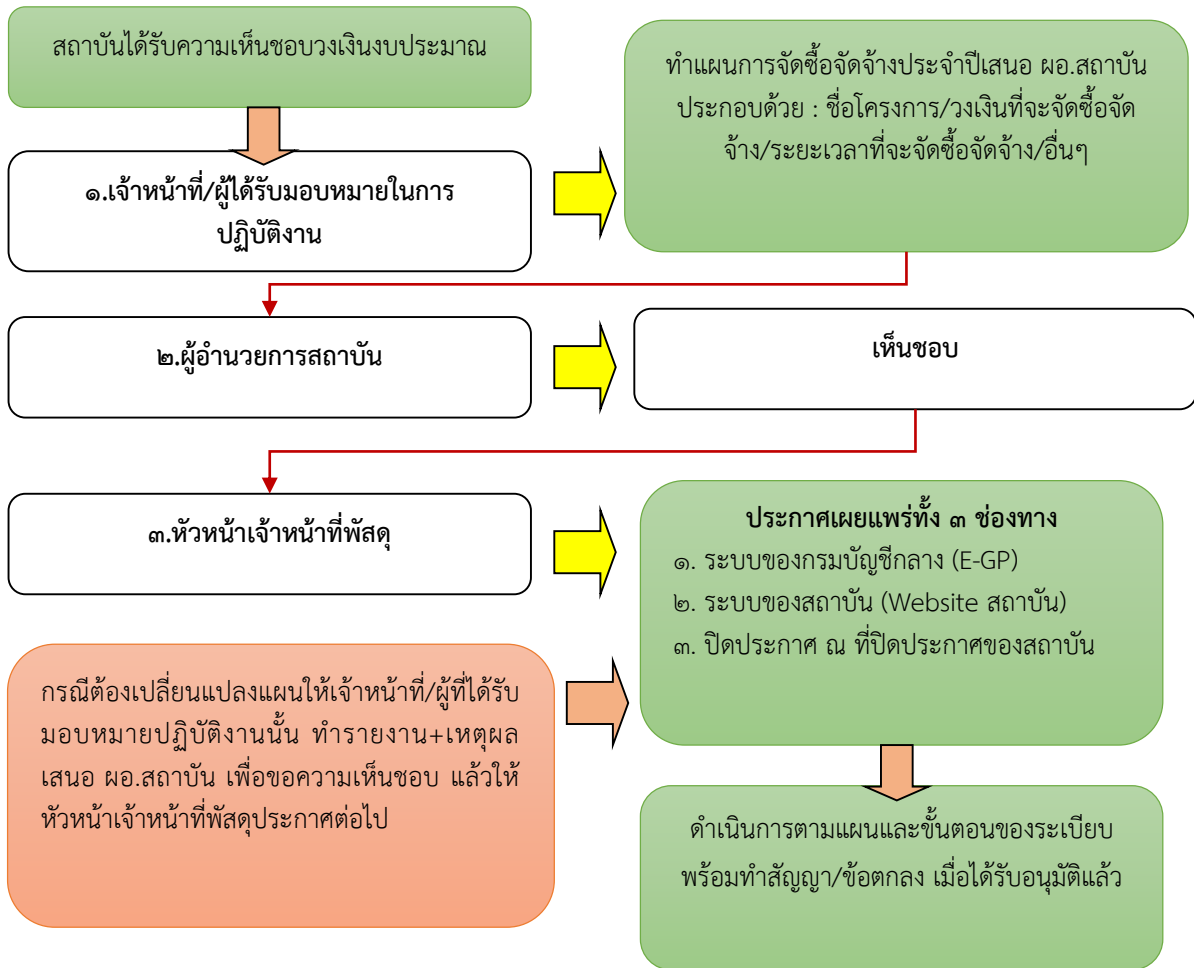 สถาบันได้รับความเห็นชอบวงเงินงบประมาณ
ทำแผนการจัดซื้อจัดจ้างประจำปีเสนอ ผอ.สถาบัน
ประกอบด้วย : ชื่อโครงการ/วงเงินที่จะจัดซื้อจัด
จ้าง/ระยะเวลาที่จะจัดซื้อจัดจ้าง/อื่นๆ
๑.เจ้าหน้าที่/ผู้ได้รับมอบหมายในการ
ปฏิบัติงาน
๒.ผู้อำนวยการสถาบัน
เห็นชอบ
๓.หัวหน้าเจ้าหน้าที่พัสดุ
ประกาศเผยแพร่ทั้ง ๓ ช่องทาง
๑. ระบบของกรมบัญชีกลาง (E-GP)
๒. ระบบของสถาบัน (Website สถาบัน)
๓. ปิดประกาศ ณ ที่ปิดประกาศของสถาบัน
กรณีต้องเปลี่ยนแปลงแผนให้เจ้าหน้าที่/ผู้ที่ได้รับ
มอบหมายปฏิบัติงานนั้น ทำรายงาน+เหตุผล
เสนอ ผอ.สถาบัน เพื่อขอความเห็นชอบ แล้วให้
หัวหน้าเจ้าหน้าที่พัสดุประกาศต่อไป
ดำเนินการตามแผนและขั้นตอนของระเบียบ
พร้อมทำสัญญา/ข้อตกลง เมื่อได้รับอนุมัติแล้ว